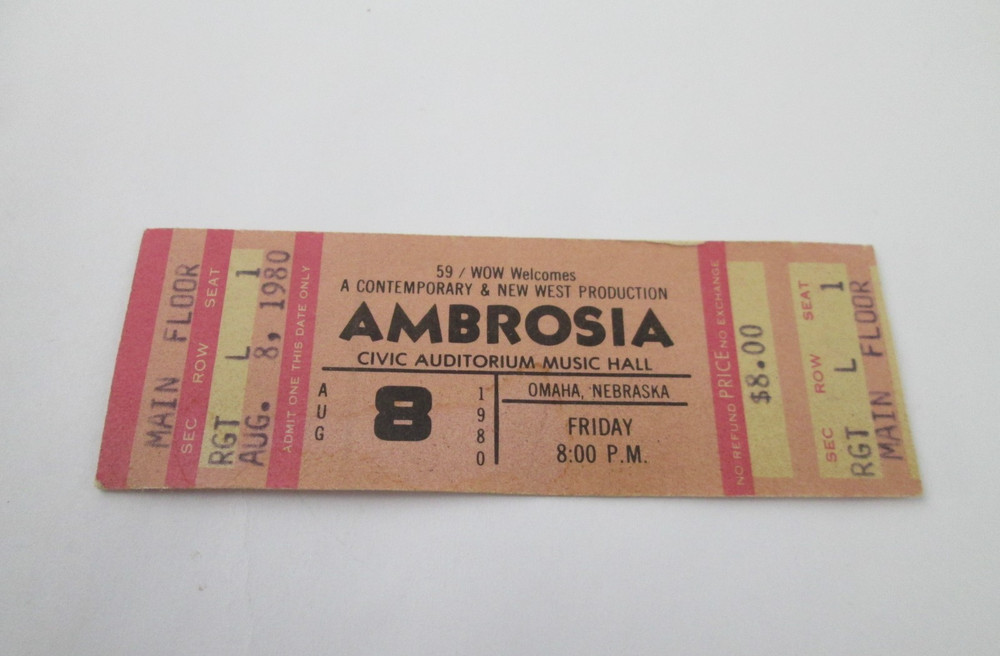 MAIN FLOOR
SEC ROW SEAT
RGT L 1
AUG. 8, 1980
ADMIT ONE THIS DATE ONLY
59 / WOW Welcomes
A CONTEMPORARY & NEW WEST PRODUCTION
AMBROSIA
CIVIC AUDITORIUM MUSIC HALL
AUG
8
1980
OMAHA, NEBRASKA
FRIDAY
8:00 P.M.
NO REFUND PRICE NO EXCHANGE
$8.00
SEC ROW SEAT
RGT L 1
MAIN FLOOR